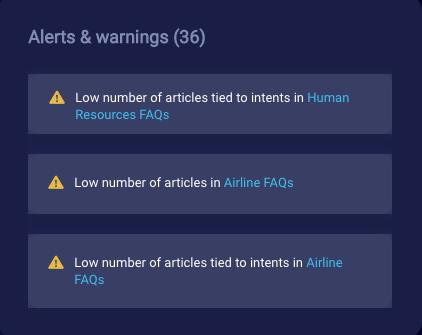 Alerts & warnings (36)
Low number of articles tied to intents in Human
Resources FAQs
Low number of articles in Airline FAQs
Low number of articles tied to intents in Airline
FAQs